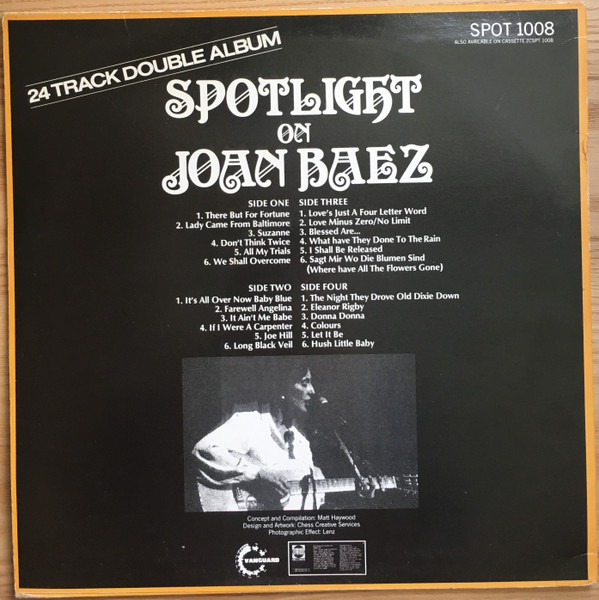 SPOT 1008
ALSO AVAILABLE ON CASSETTE ZCSPT 1008
24 TRACK DOUBLE ALBUM
SPOTLIGHT
ON
JOAN BAEZ
SIDE ONE
1. There But For Fortune
2. Lady Came From Baltimore
3. Suzanne
4. Don't Think Twice
5. All My Trials
6. We Shall Overcome
SIDE THREE
1. Love's Just A Four Letter Word
2. Love Minus Zero/No Limit
3. Blessed Are...
4. What have They Done To The Rain
5. I Shall Be Released
6. Sagt Mir Wo Die Blumen Sind
(Where have All The Flowers Gone)
SIDE TWO
1. It's All Over Now Baby Blue
2. Farewell Angelina
3. It Ain't Me Babe
4. If I Were A Carpenter
5. Joe Hill
6. Long Black Veil
SIDE FOUR
1. The Night They Drove Old Dixie Down
2. Eleanor Rigby
3. Donna Donna
4. Colours
5. Let It Be
6. Hush Little Baby
Concept and Compilation: Matt Haywood
Design and Artwork: Chess Creative Services
Photographic Effect: Lenz
VANGUARD